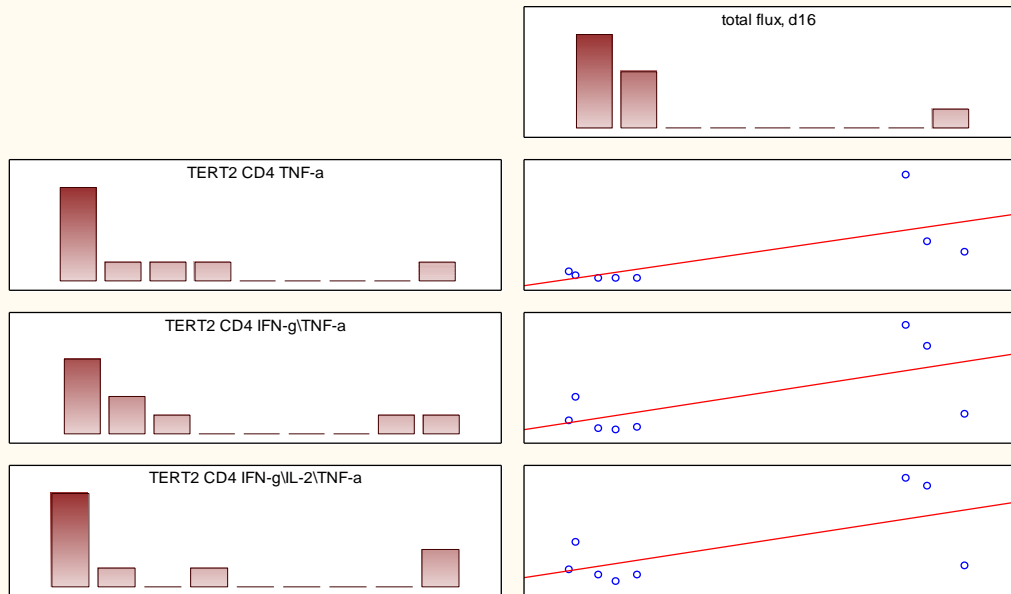 total flux, d16
TERT2 CD4 TNF-a
TERT2 CD4 IFN-g\TNF-a
TERT2 CD4 IFN-g\IL-2\TNF-a